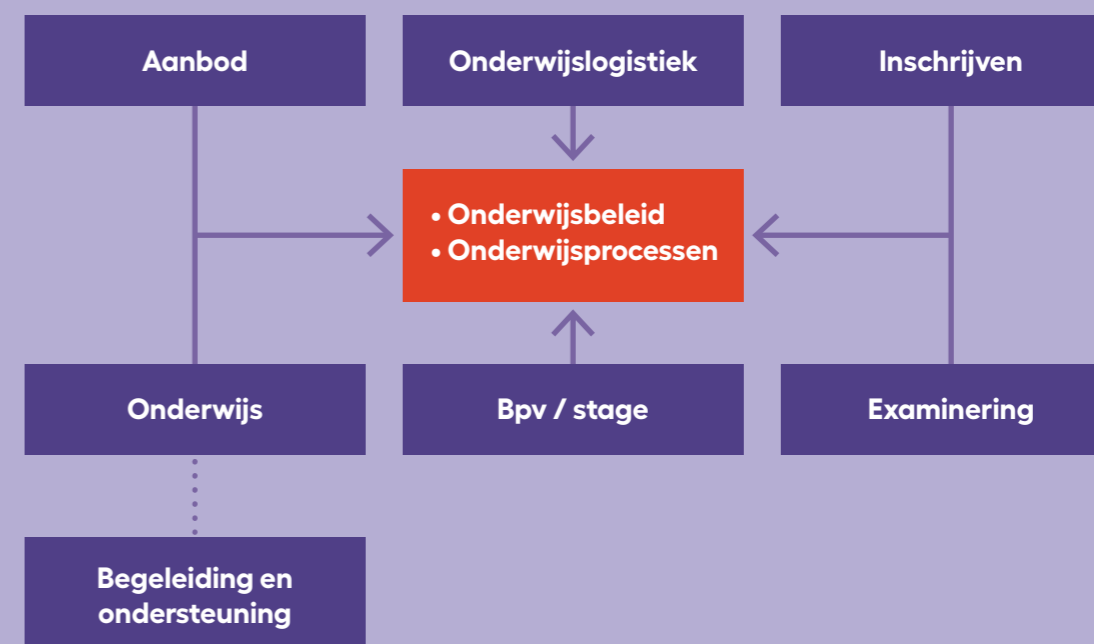 Aanbod
Onderwijslogistiek
Inschrijven
• Onderwijsbeleid
• Onderwijsprocessen
Onderwijs
Bpv / stage
Examinering
Begeleiding en
ondersteuning